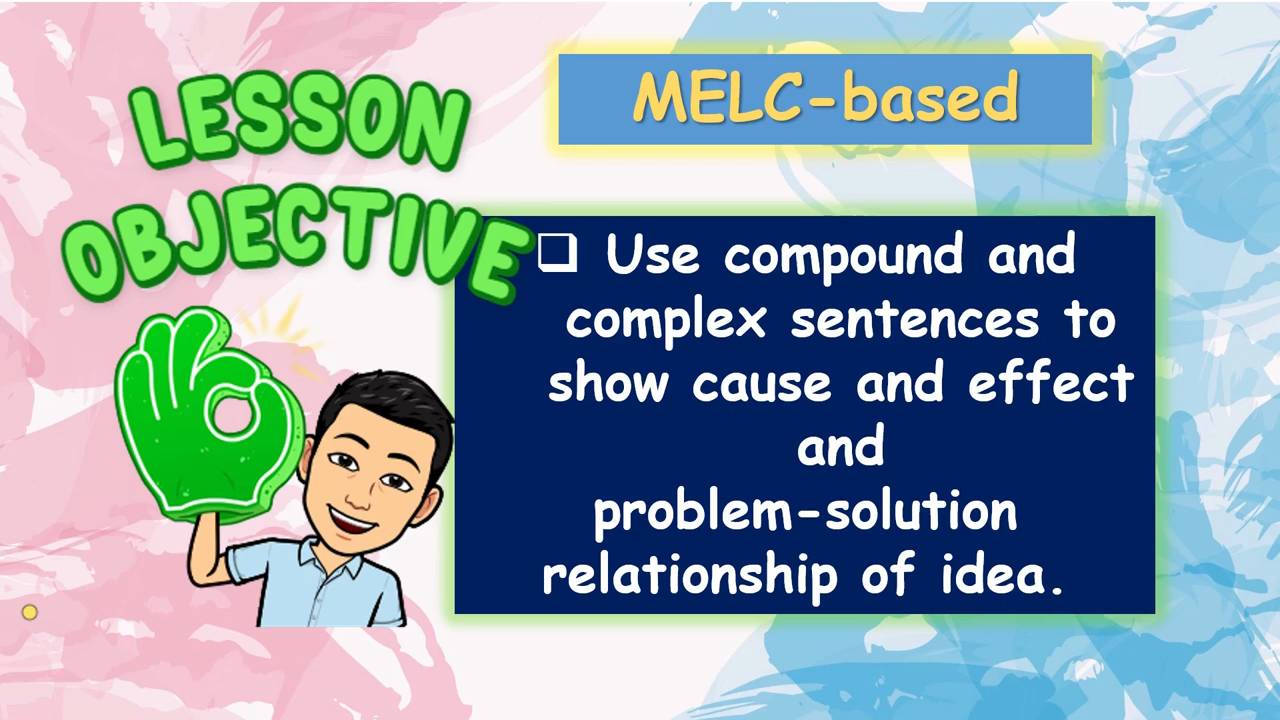 LESSON
OBJECTIVE
MELC-based
❑ Use compound and
complex sentences to
show cause and effect
and
problem-solution
relationship of idea.